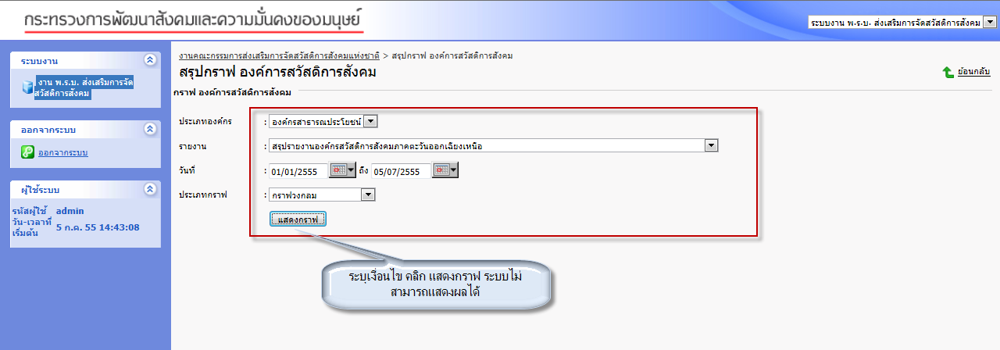 กระทรวงการพัฒนาสังคมและความมั่นคงของมนุษย์
ระบบงาน พ.ร.บ. ส่งเสริมการจัดสวัสดิการสังคม
ระบบงาน
งาน พ.ร.บ. ส่งเสริมการจัด
สวัสดิการสังคม
ออกจากระบบ
ออกจากระบบ
ผู้ใช้ระบบ
รหัสผู้ใช้ admin
วัน-เวลาที่
เริ่มต้น 5 ก.ค. 55 14:43:08
งานคณะกรรมการส่งเสริมการจัดสวัสดิการสังคมแห่งชาติ > สรุปกราฟ องค์การสวัสดิการสังคม
สรุปกราฟ องค์การสวัสดิการสังคม
ย้อนกลับ
กราฟ องค์การสวัสดิการสังคม
ประเภทองค์กร : องค์กรสาธารณประโยชน์
รายงาน : สรุปรายงานองค์กรสวัสดิการสังคมภาคตะวันออกเฉียงเหนือ
วันที่ : 01/01/2555 ถึง 05/07/2555
ประเภทกราฟ : กราฟวงกลม
แสดงกราฟ
ระบุเงื่อนไข คลิก แสดงกราฟ ระบบไม่
สามารถแสดงผลได้